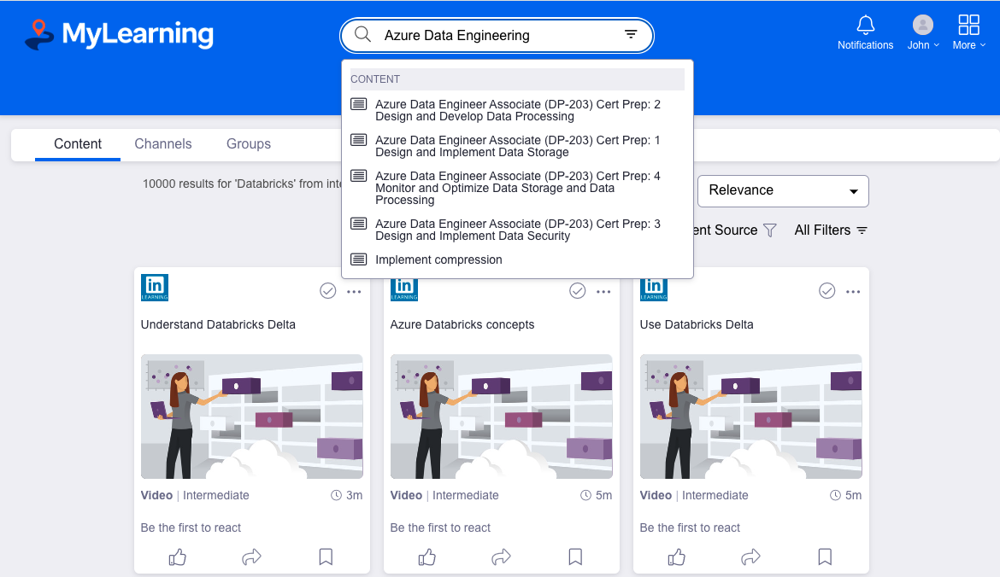 MyLearning
Azure Data Engineering
Notifications
John
More
CONTENT
Azure Data Engineer Associate (DP-203) Cert Prep: 2
Design and Develop Data Processing
Azure Data Engineer Associate (DP-203) Cert Prep: 1
Design and Implement Data Storage
Azure Data Engineer Associate (DP-203) Cert Prep: 4
Monitor and Optimize Data Storage and Data
Processing
Azure Data Engineer Associate (DP-203) Cert Prep: 3
Design and Implement Data Security
Implement compression
Content
Channels
Groups
10000 results for 'Databricks' from inte
Relevance
ent Source
All Filters
in
LEARNING
Understand Databricks Delta
Video | Intermediate
3m
Be the first to react
in
LEARNING
Azure Databricks concepts
Video | Intermediate
5m
Be the first to react
in
LEARNING
Use Databricks Delta
Video | Intermediate
5m
Be the first to react